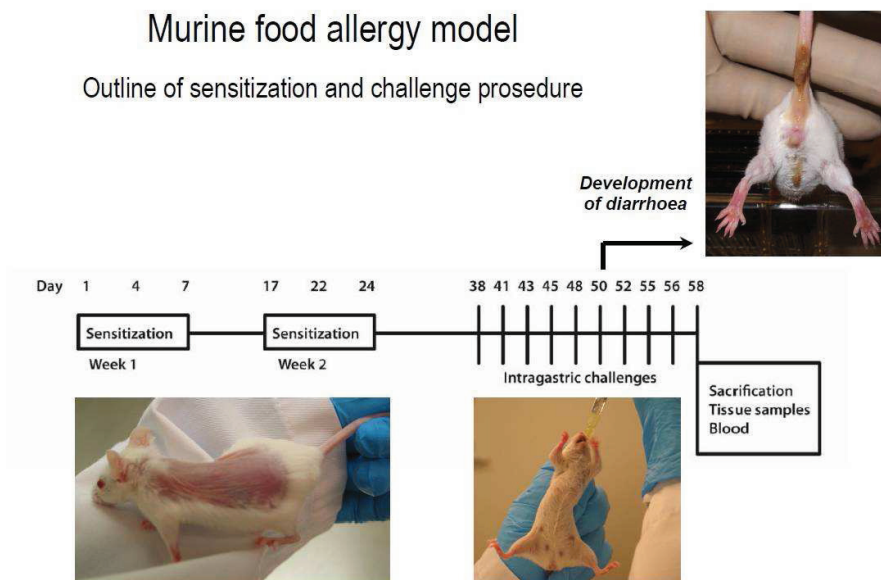 Murine food allergy model
Outline of sensitization and challenge prosedure
Development
of diarrhoea
Day 1 4 7 17 22 24 38 41 43 45 48 50 52 55 56 58
Sensitization Sensitization
Week 1 Week 2
Intragastric challenges
Sacrification
Tissue samples
Blood